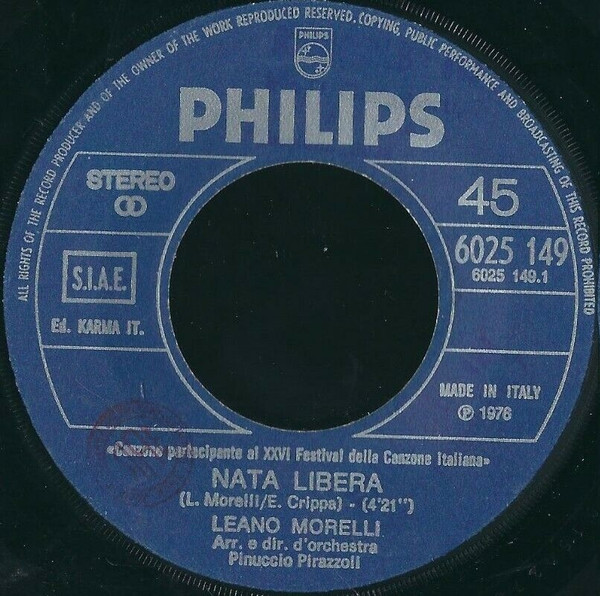 ALL RIGHTS OF THE RECORD PRODUCER AND OF THE OWNER OF THE WORK REPRODUCED RESERVED. COPYING, PUBLIC PERFORMANCE AND BROADCASTING OF THIS RECORD PROHIBITED
PHILIPS
PHILIPS
STEREO
45
6025 149
6025 149.1
S.I.A.E.
Ed. KARMA IT.
MADE IN ITALY
℗ 1976
«Canzone partecipante al XXVI Festival della Canzone Italiana»
NATA LIBERA
(L. Morelli/E. Crippa) - (4'21")
LEANO MORELLI
Arr. e dir. d'orchestra
Pinuccio Pirazzoli